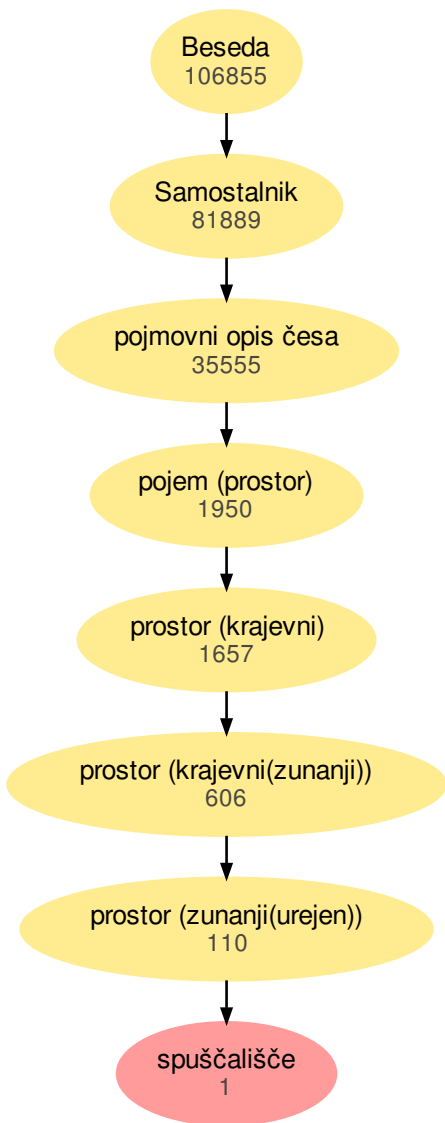 Beseda
106855
Samostalnik
81889
pojmovni opis česa
35555
pojem (prostor)
1950
prostor (krajevni)
1657
prostor (krajevni(zunanji))
606
prostor (zunanji(urejen))
110
spuščališče
1